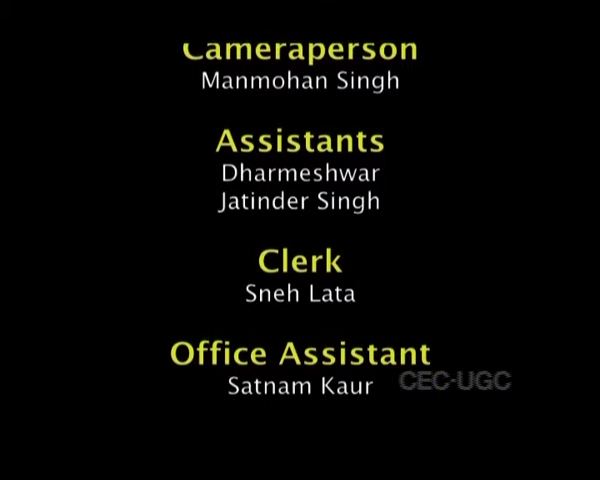 Cameraperson
Manmohan Singh
Assistants
Dharmeshwar
Jatinder Singh
Clerk
Sneh Lata
Office Assistant
Satnam Kaur
CEC-UGC